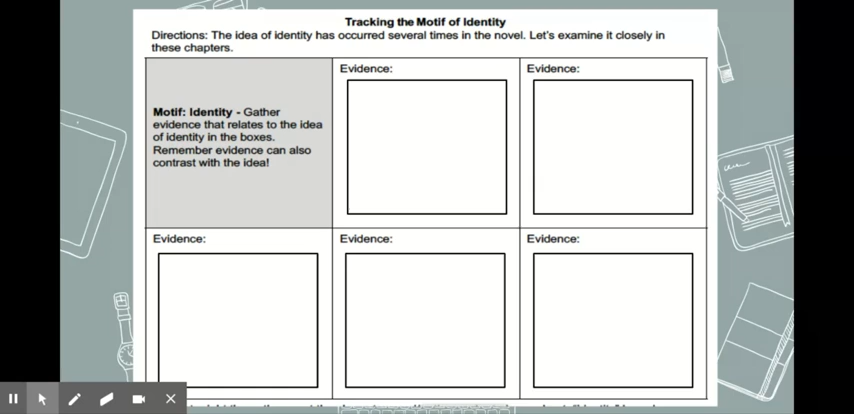 Tracking the Motif of Identity
Directions: The idea of identity has occurred several times in the novel. Let's examine it closely in
these chapters.
Motif: Identity - Gather
evidence that relates to the idea
of identity in the boxes.
Remember evidence can also
contrast with the idea!
Evidence:
Evidence:
Evidence:
Evidence:
Evidence: